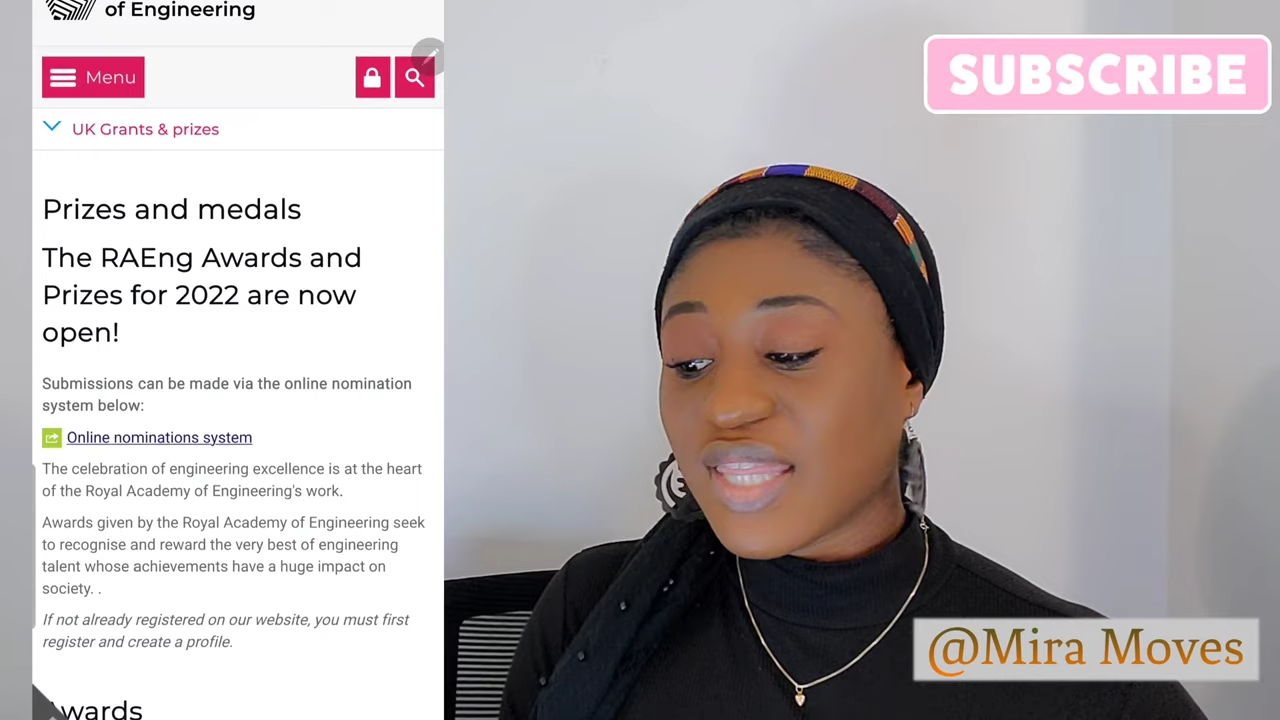 of Engineering
Menu
UK Grants & prizes
Prizes and medals
The RAEng Awards and
Prizes for 2022 are now
open!
Submissions can be made via the online nomination
system below:
Online nominations system
The celebration of engineering excellence is at the heart
of the Royal Academy of Engineering's work.
Awards given by the Royal Academy of Engineering seek
to recognise and reward the very best of engineering
talent whose achievements have a huge impact on
society. .
If not already registered on our website, you must first
register and create a profile.
wards
SUBSCRIBE
@Mira Moves